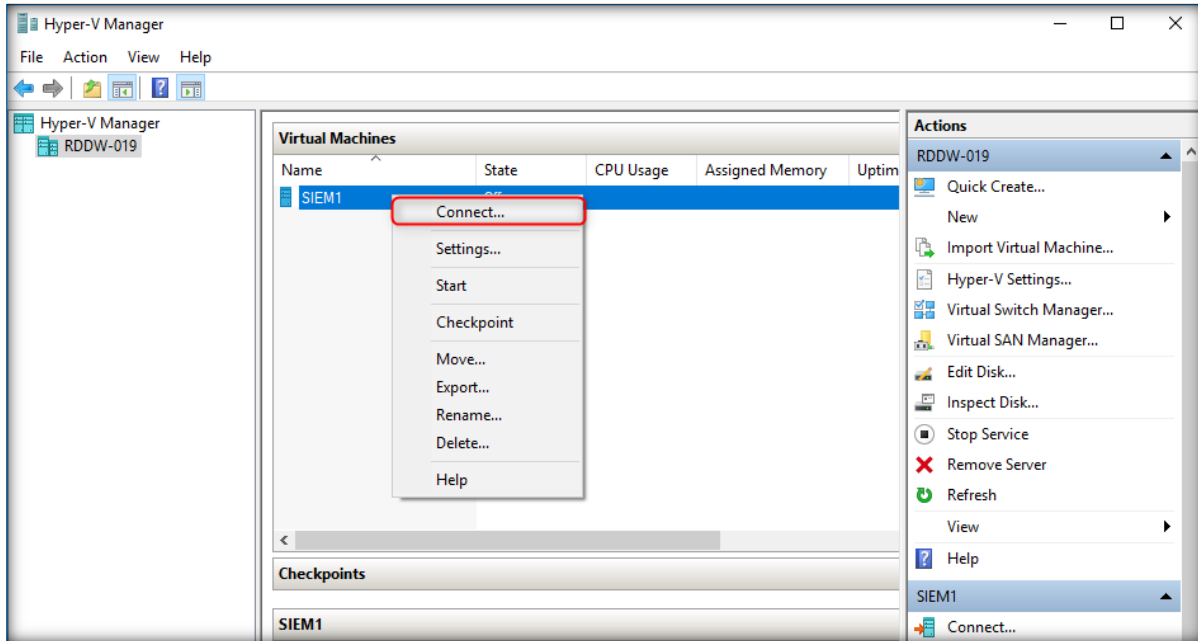 Hyper-V Manager
File Action View Help
Hyper-V Manager
RDDW-019
Virtual Machines
Name State CPU Usage Assigned Memory Uptim
SIEM1 Off
Connect...
Settings...
Start
Checkpoint
Move...
Export...
Rename...
Delete...
Help
Checkpoints
SIEM1
Actions
RDDW-019
Quick Create...
New
Import Virtual Machine...
Hyper-V Settings...
Virtual Switch Manager...
Virtual SAN Manager...
Edit Disk...
Inspect Disk...
Stop Service
Remove Server
Refresh
View
Help
SIEM1
Connect...